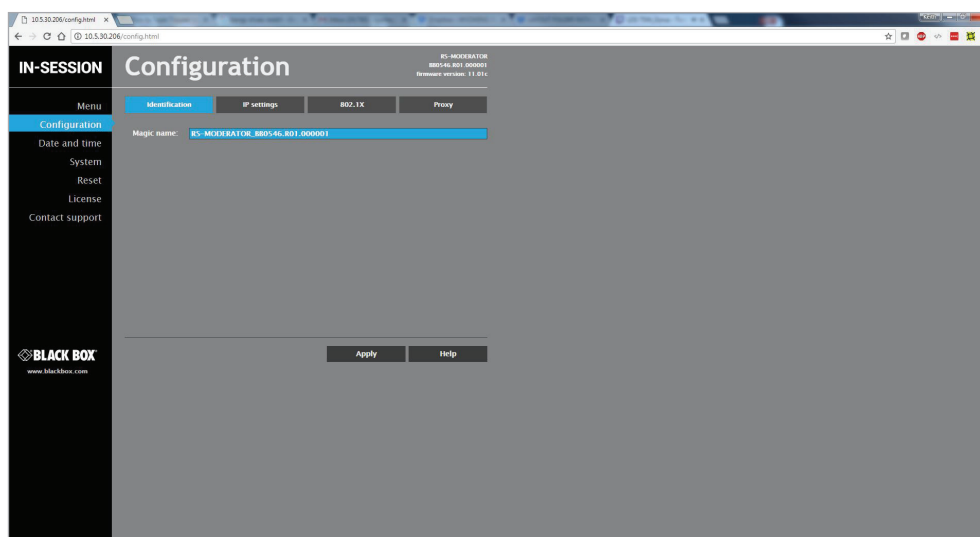 10.5.30.206/config.html
10.5.30.206/config.html
IN-SESSION
Configuration
RS-MODERATOR
BB0546.R01.000001
Firmware version: 11.01c
Menu
Configuration
Date and time
System
Reset
License
Contact support
Identification
IP settings
802.1X
Proxy
Magic name:
RS-MODERATOR_BB0546.R01.000001
Apply
Help
BLACK BOX
www.blackbox.com